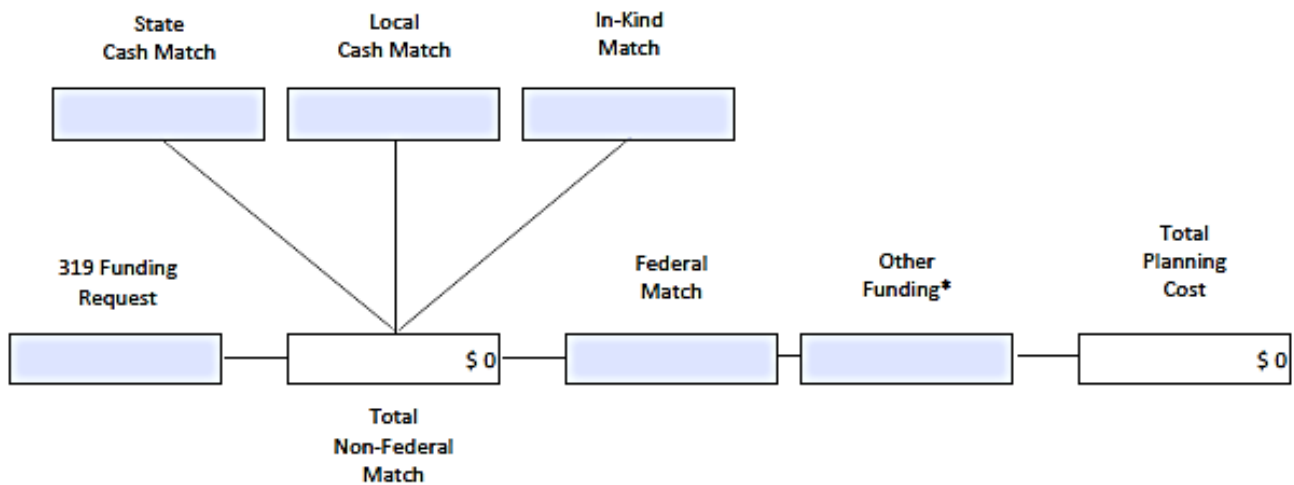 State
Cash Match
Local
Cash Match
In-Kind
Match
319 Funding
Request
Federal
Match
Other
Funding*
Total
Planning
Cost
$ 0
$ 0
Total
Non-Federal
Match